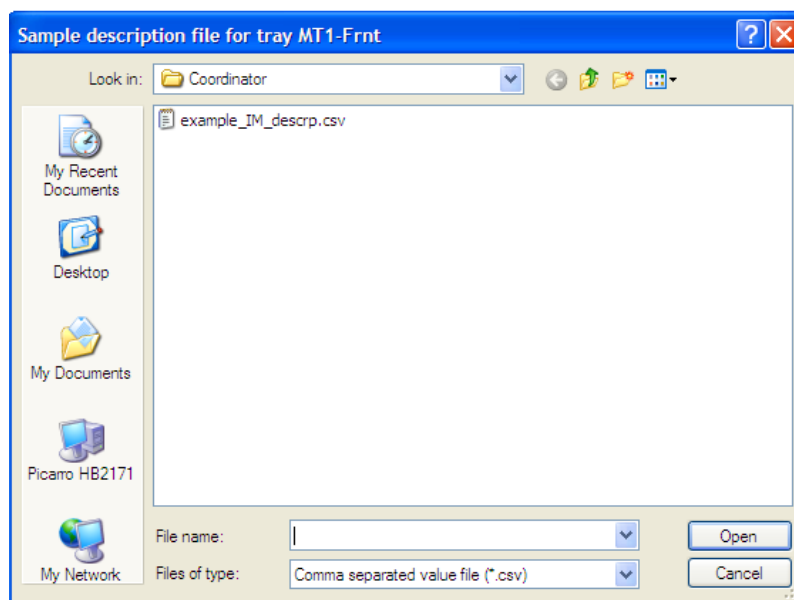 Sample description file for tray MT1-Frnt
Look in:
Coordinator
example_IM_descrp.csv
My Recent
Documents
Desktop
My Documents
Picarro HB2171
My Network
File name:
Open
Files of type:
Comma separated value file (*.csv)
Cancel